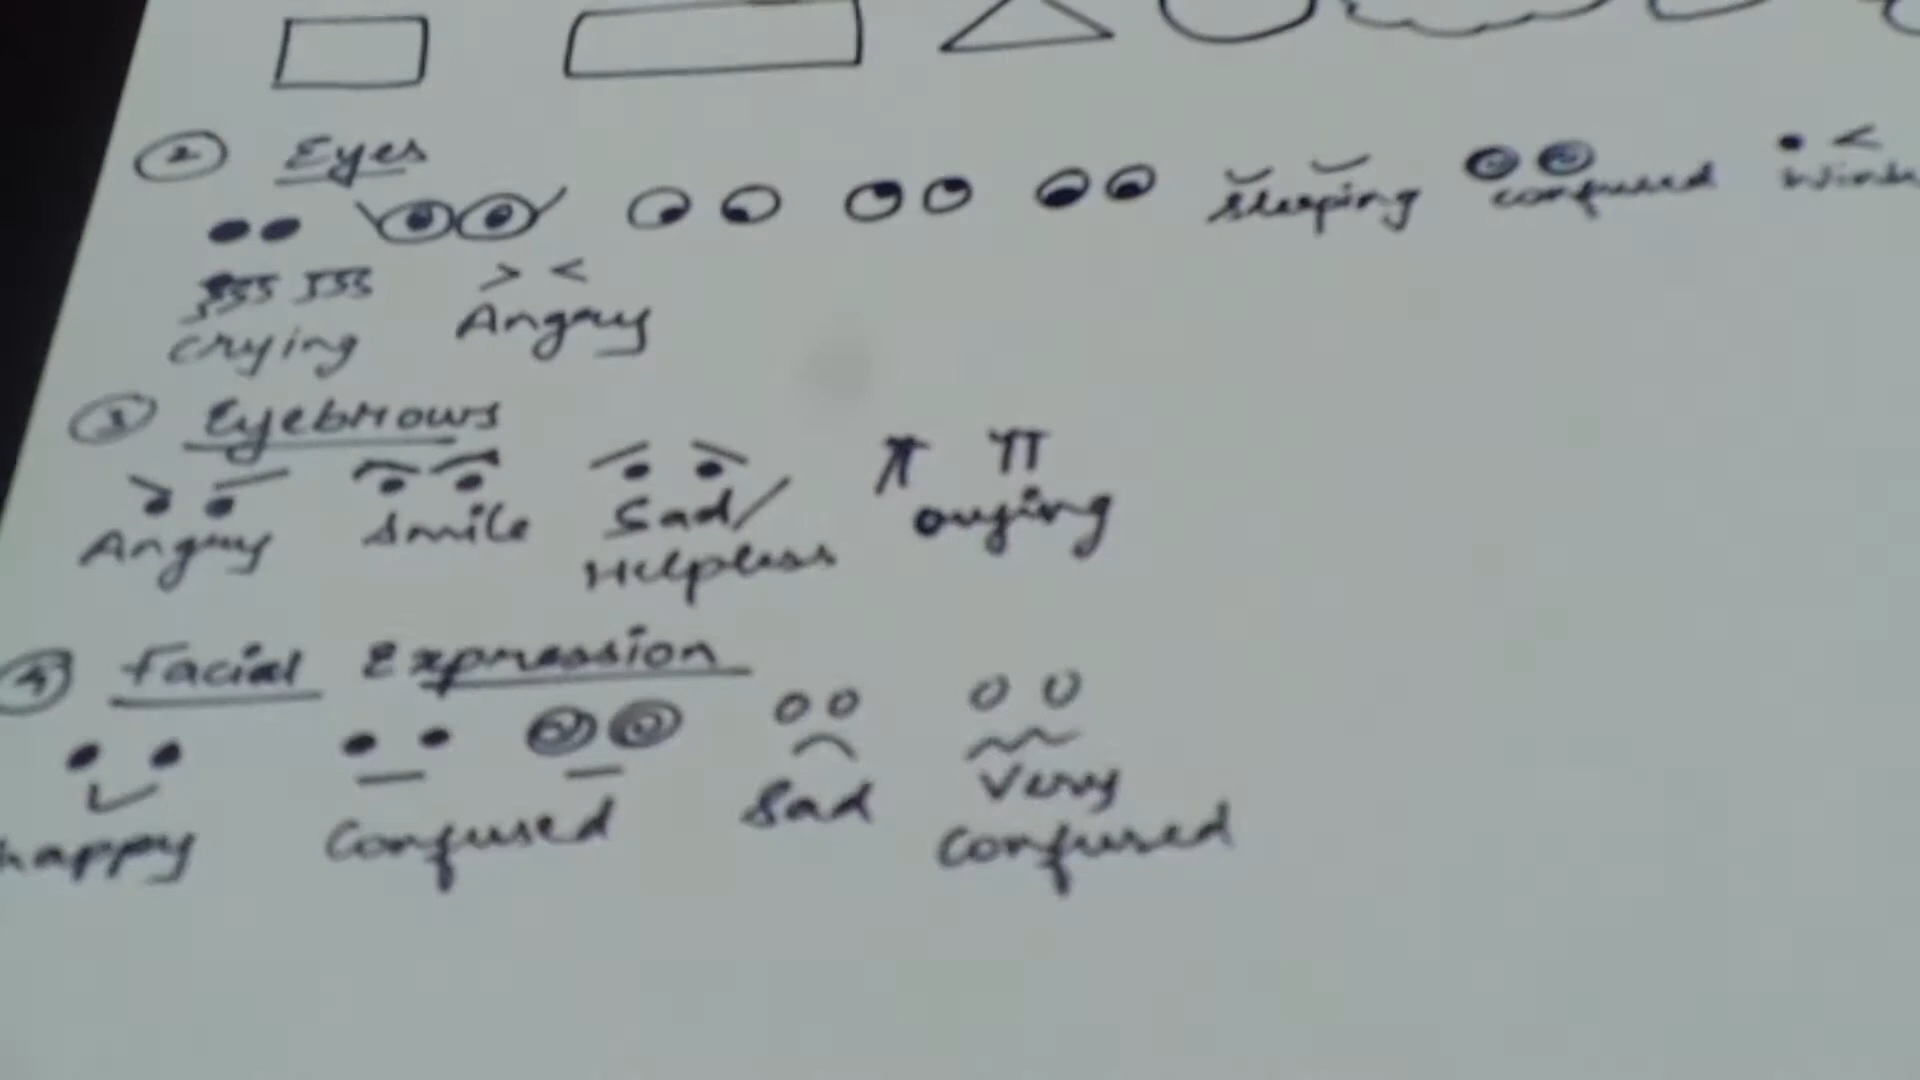 2 Eyes
sleeping confused wink
crying Angry
3 Eyebrows
Angry Smile Sad/ crying
Helpless
4 Facial Expression
happy Confused Sad Very
confused